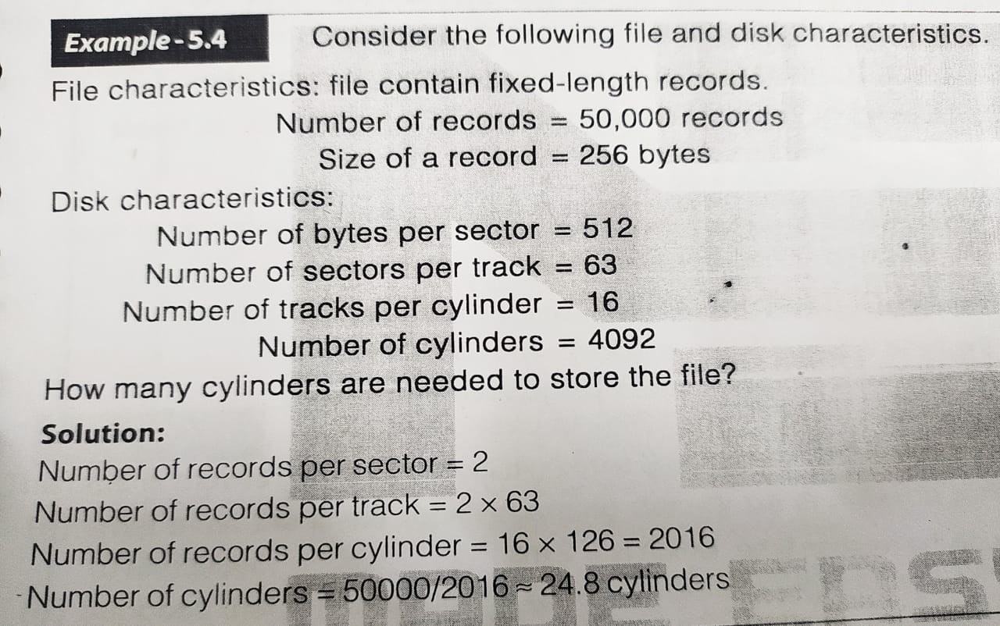 Example-5.4 Consider the following file and disk characteristics.
File characteristics: file contain fixed-length records.
Number of records = 50,000 records
Size of a record = 256 bytes
Disk characteristics:
Number of bytes per sector = 512
Number of sectors per track = 63
Number of tracks per cylinder = 16
Number of cylinders = 4092
How many cylinders are needed to store the file?
Solution:
Number of records per sector = 2
Number of records per track = 2 × 63
Number of records per cylinder = 16 × 126 = 2016
Number of cylinders = 50000/2016 ≈ 24.8 cylinders